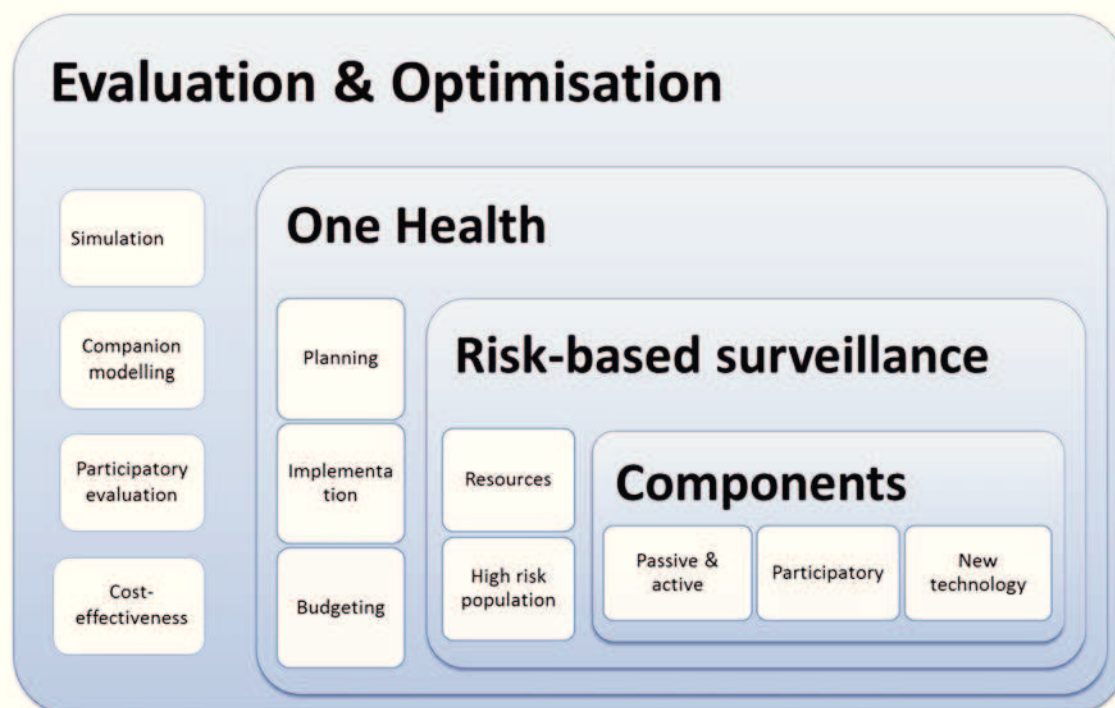 Evaluation & Optimisation
Simulation
Companion
modelling
Participatory
evaluation
Cost-
effectiveness
One Health
Planning
Implementa
tion
Budgeting
Risk-based surveillance
Resources
High risk
population
Components
Passive &
active
Participatory
New
technology